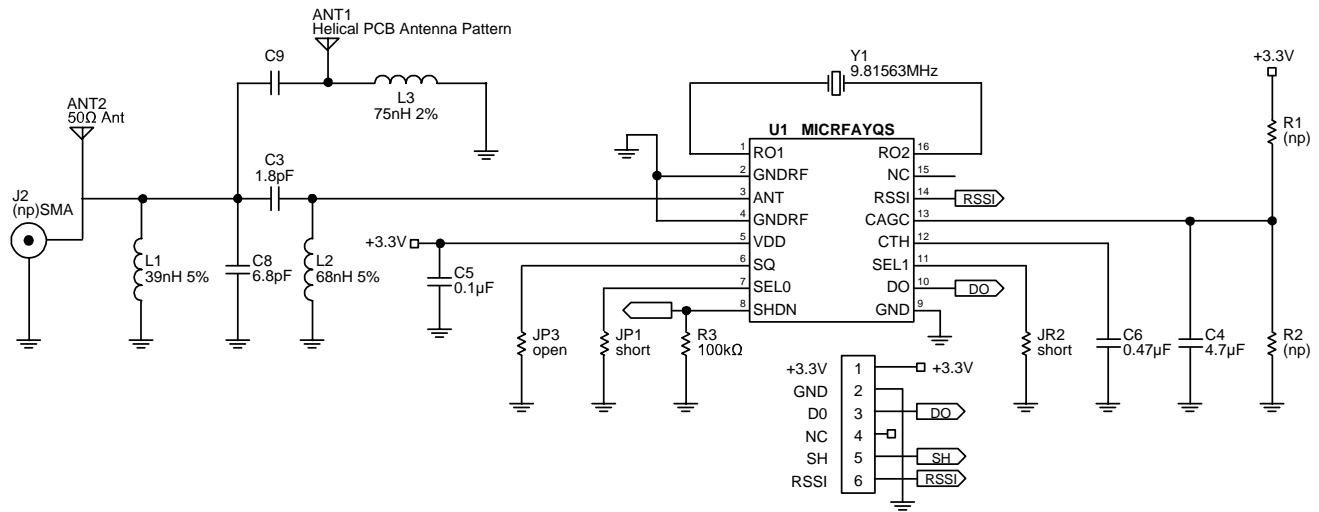 ANT1
Helical PCB Antenna Pattern
C9
L3
75nH 2%
ANT2
50Ω Ant
C3
1.8pF
J2
(np)SMA
L1
39nH 5%
C8
6.8pF
L2
68nH 5%
Y1
9.81563MHz
+3.3V
R1
(np)
U1 MICRFAYQS
1 RO1 RO2 16
2 GNDRF NC 15
3 ANT RSSI 14 RSSI
4 GNDRF CAGC 13
+3.3V 5 VDD CTH 12
6 SQ SEL1 11
7 SEL0 DO 10 DO
8 SHDN GND 9
C5
0.1µF
JP3
open
JP1
short
R3
100kΩ
JR2
short
C6
0.47µF
C4
4.7µF
R2
(np)
+3.3V 1 +3.3V
GND 2
D0 3 DO
NC 4
SH 5 SH
RSSI 6 RSSI